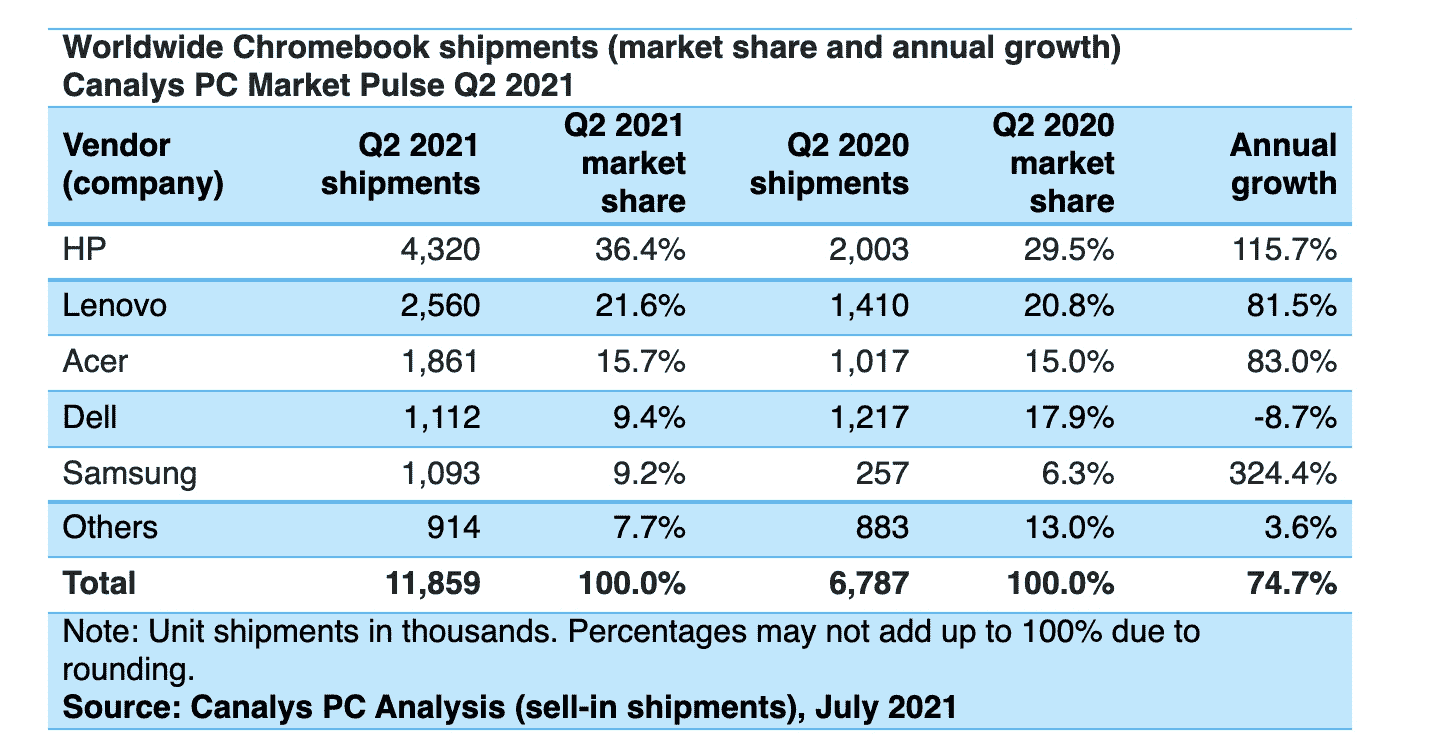 Worldwide Chromebook shipments (market share and annual growth)
Canalys PC Market Pulse Q2 2021
Vendor (company) Q2 2021 shipments Q2 2021 market share Q2 2020 shipments Q2 2020 market share Annual growth
HP 4,320 36.4% 2,003 29.5% 115.7%
Lenovo 2,560 21.6% 1,410 20.8% 81.5%
Acer 1,861 15.7% 1,017 15.0% 83.0%
Dell 1,112 9.4% 1,217 17.9% -8.7%
Samsung 1,093 9.2% 257 6.3% 324.4%
Others 914 7.7% 883 13.0% 3.6%
Total 11,859 100.0% 6,787 100.0% 74.7%
Note: Unit shipments in thousands. Percentages may not add up to 100% due to
rounding.
Source: Canalys PC Analysis (sell-in shipments), July 2021